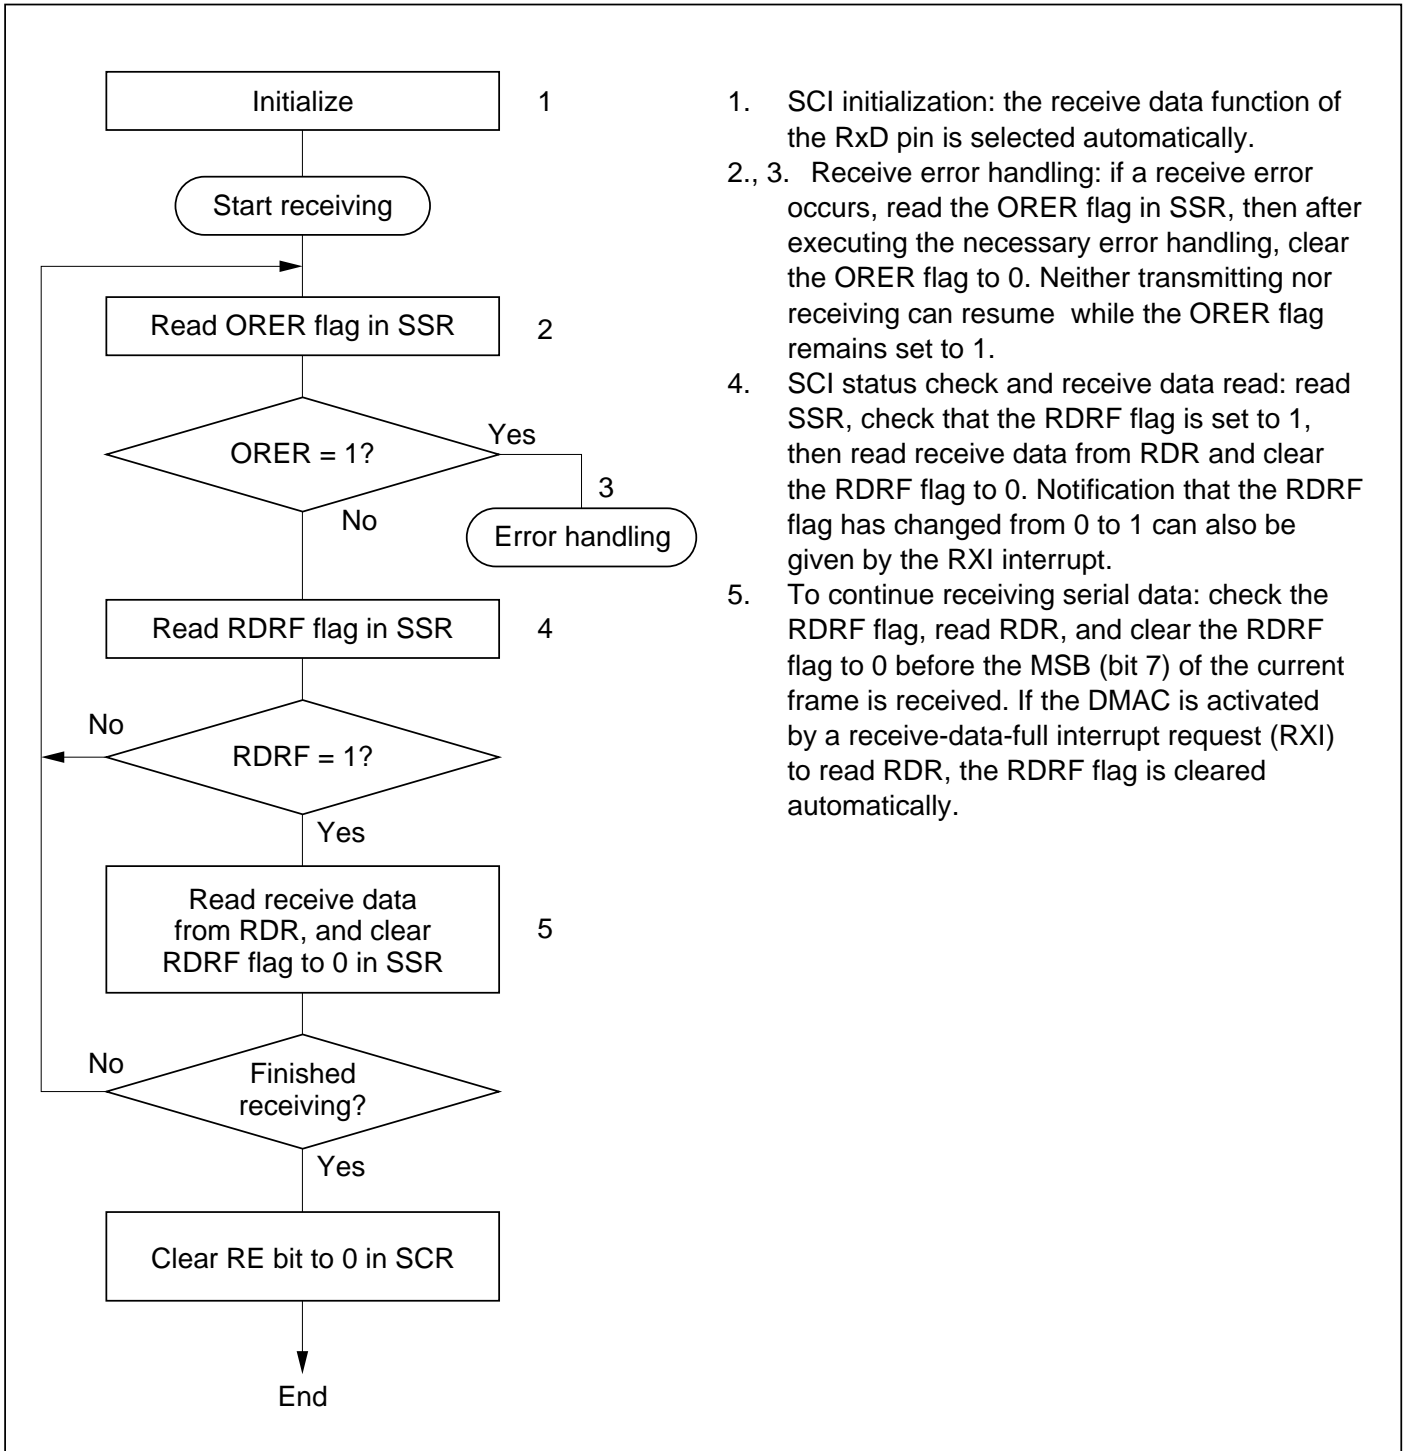 Initialize
1
Start receiving
Read ORER flag in SSR
2
ORER = 1?
Yes
No
3
Error handling
Read RDRF flag in SSR
4
No
RDRF = 1?
Yes
Read receive data
from RDR, and clear
RDRF flag to 0 in SSR
5
No
Finished
receiving?
Yes
Clear RE bit to 0 in SCR
End
1. SCI initialization: the receive data function of
the RxD pin is selected automatically.
2., 3. Receive error handling: if a receive error
occurs, read the ORER flag in SSR, then after
executing the necessary error handling, clear
the ORER flag to 0. Neither transmitting nor
receiving can resume while the ORER flag
remains set to 1.
4. SCI status check and receive data read: read
SSR, check that the RDRF flag is set to 1,
then read receive data from RDR and clear
the RDRF flag to 0. Notification that the RDRF
flag has changed from 0 to 1 can also be
given by the RXI interrupt.
5. To continue receiving serial data: check the
RDRF flag, read RDR, and clear the RDRF
flag to 0 before the MSB (bit 7) of the current
frame is received. If the DMAC is activated
by a receive-data-full interrupt request (RXI)
to read RDR, the RDRF flag is cleared
automatically.